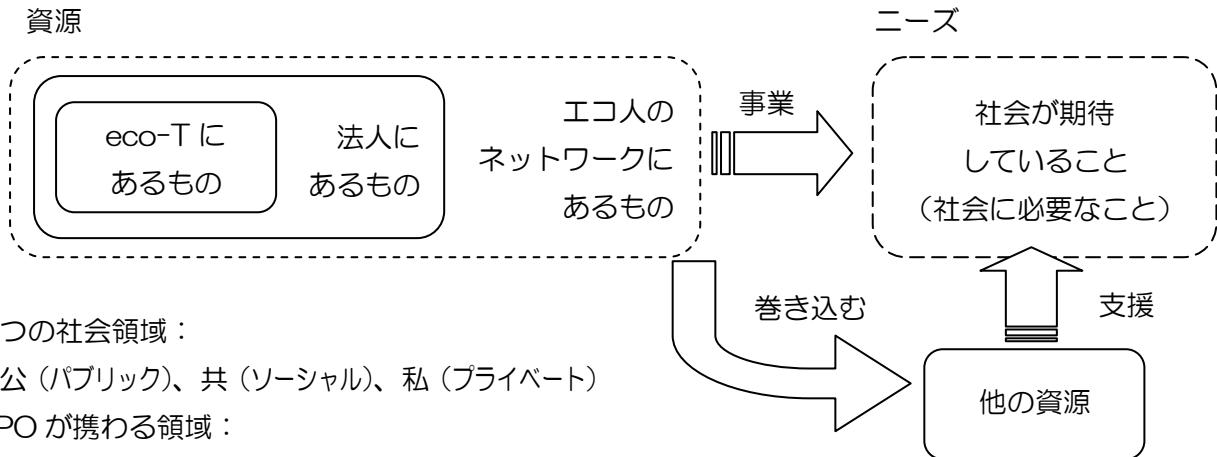 資源
ニーズ
eco-T に
あるもの
法人に
あるもの
エコ人の
ネットワークに
あるもの
事業
社会が期待
していること
（社会に必要なこと）
巻き込む
支援
他の資源
つの社会領域：
公（パブリック）、共（ソーシャル）、私（プライベート）
PO が携わる領域：